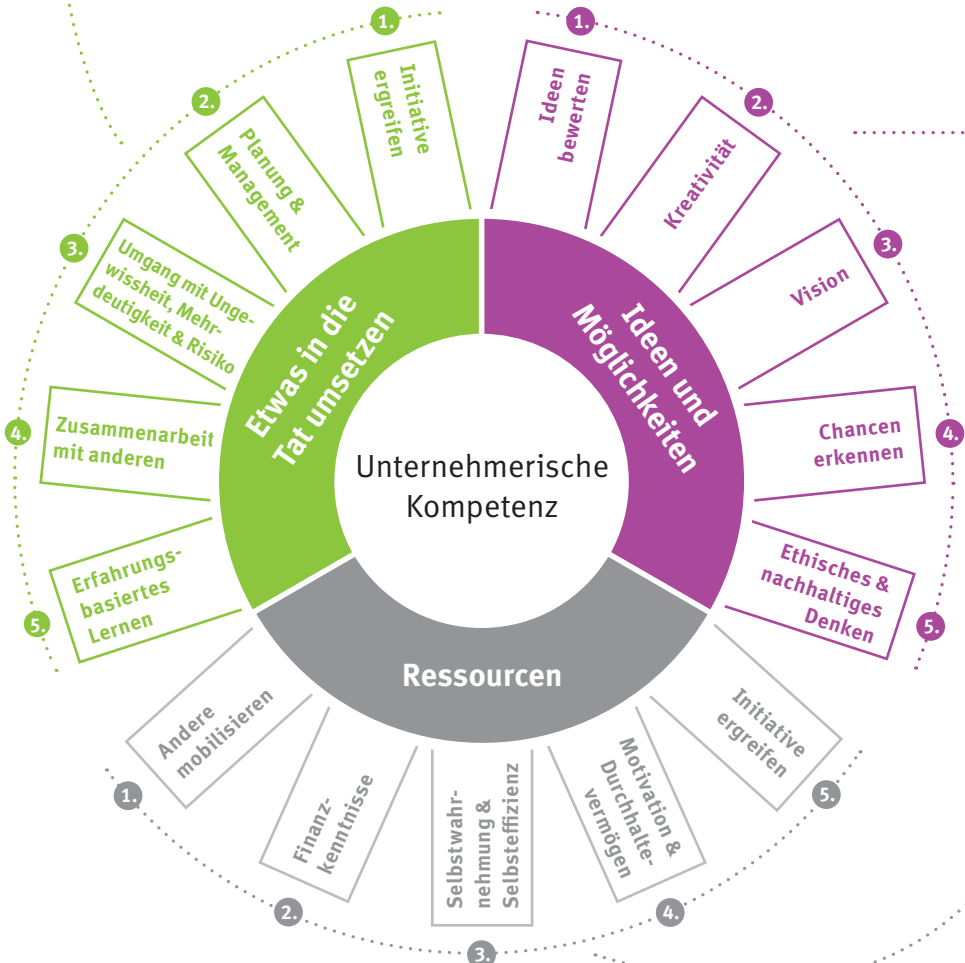 Unternehmerische
Kompetenz
Etwas in die
Tat umsetzen
1.
Initiative
ergreifen
2.
Planung &
Management
3.
Umgang mit Unge-
wissheit, Mehr-
deutigkeit & Risiko
4.
Zusammenarbeit
mit anderen
5.
Erfahrungs-
basiertes
Lernen
Ideen und
Möglichkeiten
1.
Ideen
bewerten
2.
Kreativität
3.
Vision
4.
Chancen
erkennen
5.
Ethisches &
nachhaltiges
Denken
Ressourcen
1.
Andere
mobilisieren
2.
Finanz-
kenntnisse
3.
Selbstwahr-
nehmung &
Selbsteffizienz
4.
Motivation &
Durchhalte-
vermögen
5.
Initiative
ergreifen